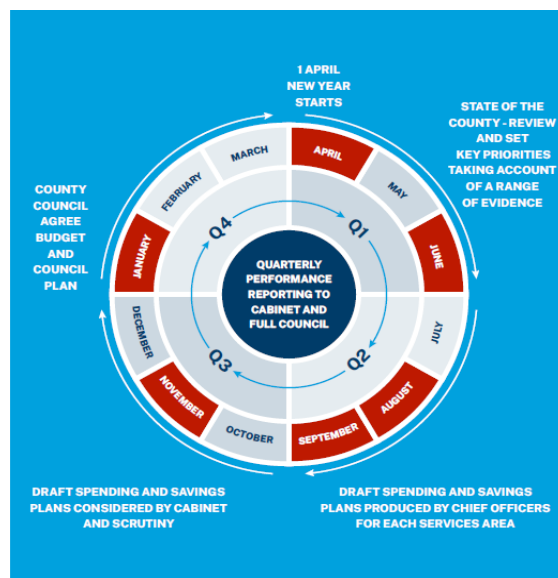 1 APRIL
NEW YEAR
STARTS
STATE OF THE
COUNTY - REVIEW
AND SET
KEY PRIORITIES
TAKING ACCOUNT
OF A RANGE
OF EVIDENCE
COUNTY
COUNCIL
AGREE
BUDGET
AND
COUNCIL
PLAN
APRIL
MAY
JUNE
JULY
AUGUST
SEPTEMBER
OCTOBER
NOVEMBER
DECEMBER
JANUARY
FEBRUARY
MARCH
Q1
Q2
Q3
Q4
QUARTERLY
PERFORMANCE
REPORTING TO
CABINET AND
FULL COUNCIL
DRAFT SPENDING AND SAVINGS
PLANS CONSIDERED BY CABINET
AND SCRUTINY
DRAFT SPENDING AND SAVINGS
PLANS PRODUCED BY CHIEF OFFICERS
FOR EACH SERVICES AREA